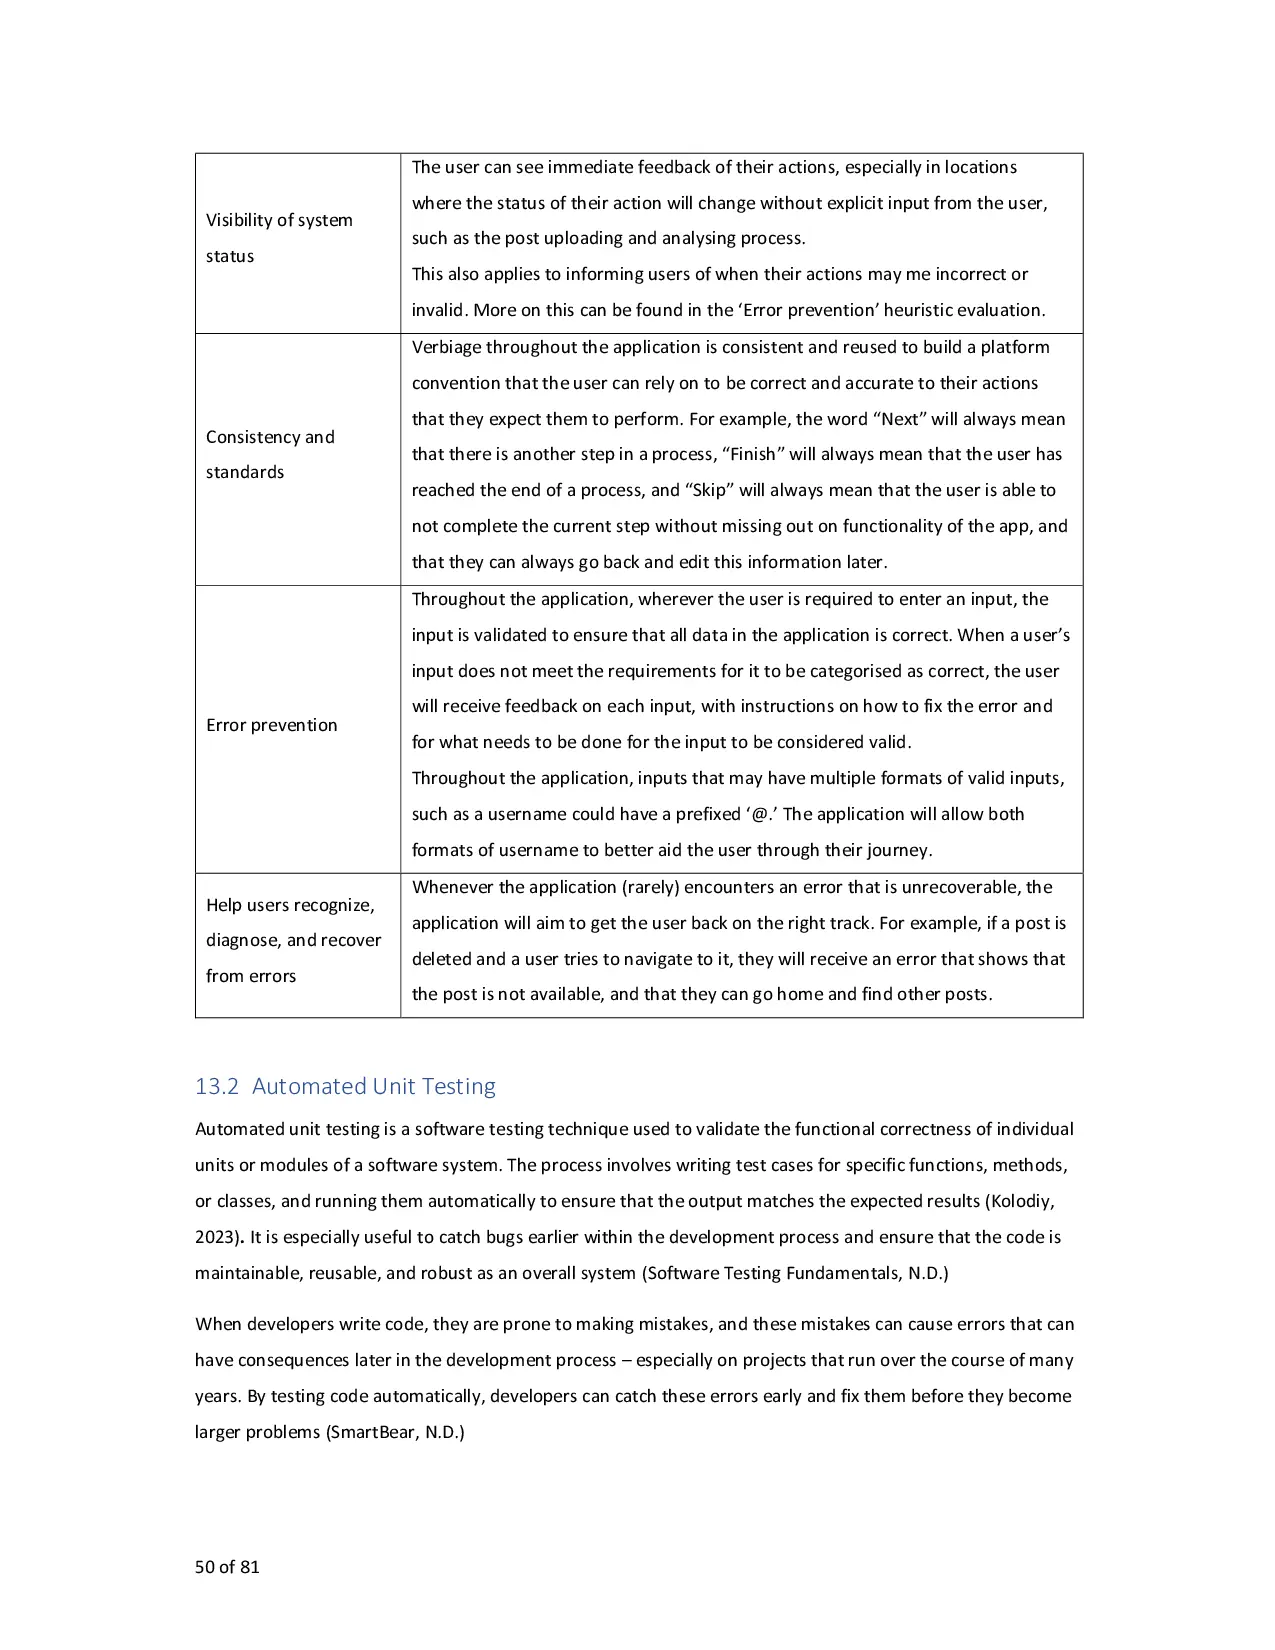 Visibility of system
status
The user can see immediate feedback of their actions, especially in locations
where the status of their action will change without explicit input from the user,
such as the post uploading and analysing process.
This also applies to informing users of when their actions may me incorrect or
invalid. More on this can be found in the ‘Error prevention’ heuristic evaluation.
Consistency and
standards
Verbiage throughout the application is consistent and reused to build a platform
convention that the user can rely on to be correct and accurate to their actions
that they expect them to perform. For example, the word “Next” will always mean
that there is another step in a process, “Finish” will always mean that the user has
reached the end of a process, and “Skip” will always mean that the user is able to
not complete the current step without missing out on functionality of the app, and
that they can always go back and edit this information later.
Error prevention
Throughout the application, wherever the user is required to enter an input, the
input is validated to ensure that all data in the application is correct. When a user’s
input does not meet the requirements for it to be categorised as correct, the user
will receive feedback on each input, with instructions on how to fix the error and
for what needs to be done for the input to be considered valid.
Throughout the application, inputs that may have multiple formats of valid inputs,
such as a username could have a prefixed ‘@.’ The application will allow both
formats of username to better aid the user through their journey.
Help users recognize,
diagnose, and recover
from errors
Whenever the application (rarely) encounters an error that is unrecoverable, the
application will aim to get the user back on the right track. For example, if a post is
deleted and a user tries to navigate to it, they will receive an error that shows that
the post is not available, and that they can go home and find other posts.
13.2 Automated Unit Testing
Automated unit testing is a software testing technique used to validate the functional correctness of individual
units or modules of a software system. The process involves writing test cases for specific functions, methods,
or classes, and running them automatically to ensure that the output matches the expected results (Kolodiy,
2023). It is especially useful to catch bugs earlier within the development process and ensure that the code is
maintainable, reusable, and robust as an overall system (Software Testing Fundamentals, N.D.)
When developers write code, they are prone to making mistakes, and these mistakes can cause errors that can
have consequences later in the development process – especially on projects that run over the course of many
years. By testing code automatically, developers can catch these errors early and fix them before they become
larger problems (SmartBear, N.D.)
50 of 81